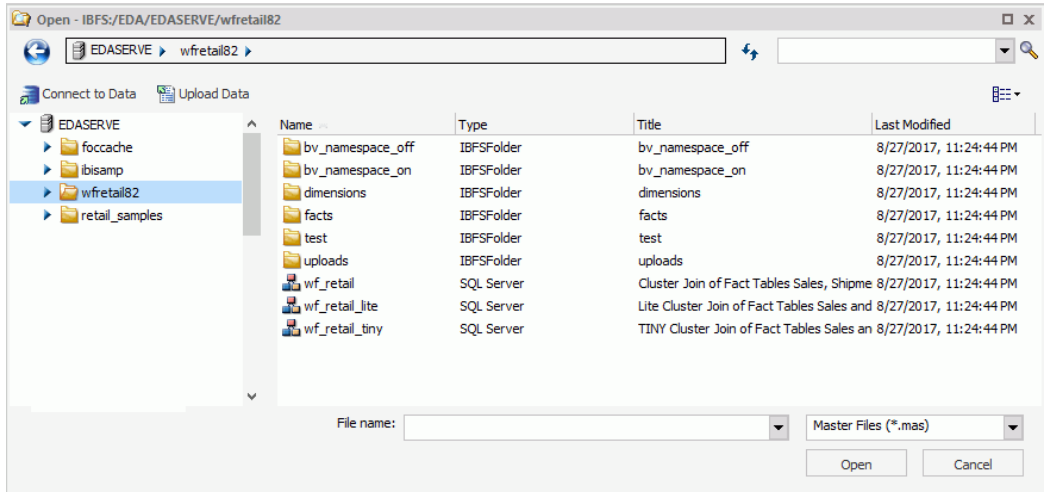 Open - IBFS:/EDA/EDASERVE/wfretail82
EDASERVE wfretail82
Connect to Data Upload Data
EDASERVE
foccache
ibisamp
wfretail82
retail_samples
Name Type Title Last Modified
bv_namespace_off IBFSFolder bv_namespace_off 8/27/2017, 11:24:44 PM
bv_namespace_on IBFSFolder bv_namespace_on 8/27/2017, 11:24:44 PM
dimensions IBFSFolder dimensions 8/27/2017, 11:24:44 PM
facts IBFSFolder facts 8/27/2017, 11:24:44 PM
test IBFSFolder test 8/27/2017, 11:24:44 PM
uploads IBFSFolder uploads 8/27/2017, 11:24:44 PM
wf_retail SQL Server Cluster Join of Fact Tables Sales, Shipme 8/27/2017, 11:24:44 PM
wf_retail_lite SQL Server Lite Cluster Join of Fact Tables Sales and 8/27/2017, 11:24:44 PM
wf_retail_tiny SQL Server TINY Cluster Join of Fact Tables Sales an 8/27/2017, 11:24:44 PM
File name: Master Files (*.mas)
Open Cancel